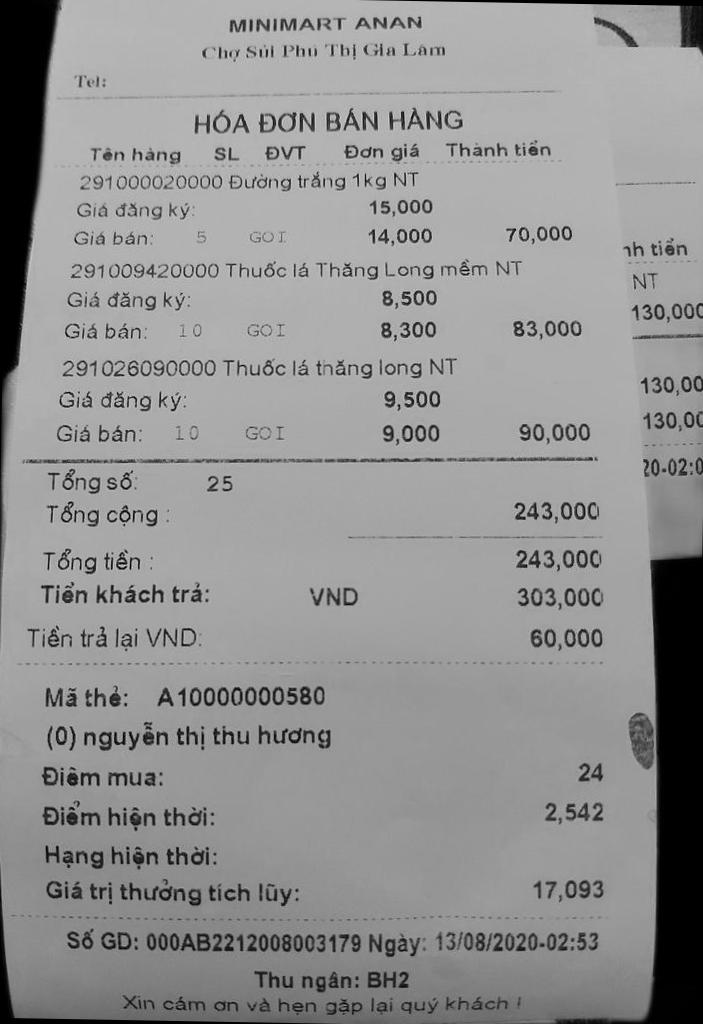 MINIMART ANAN
Chợ Sủi Phú Thị Gia Lâm
Tel:
HÓA ĐƠN BÁN HÀNG
Tên hàng SL ĐVT Đơn giá Thành tiền
291000020000 Đường trắng 1kg NT
Giá đăng ký: 15,000
Giá bán: 5 GOI 14,000 70,000
291009420000 Thuốc lá Thăng Long mềm NT
Giá đăng ký: 8,500
Giá bán: 10 GOI 8,300 83,000
291026090000 Thuốc lá thăng long NT
Giá đăng ký: 9,500
Giá bán: 10 GOI 9,000 90,000
Tổng số: 25
Tổng cộng : 243,000
Tổng tiền : 243,000
Tiền khách trả: VND 303,000
Tiền trả lại VND: 60,000
Mã thẻ: A10000000580
(0) nguyễn thị thu hương
Điểm mua: 24
Điểm hiện thời: 2,542
Hạng hiện thời:
Giá trị thưởng tích lũy: 17,093
Số GD: 000AB2212008003179 Ngày: 13/08/2020-02:53
Thu ngân: BH2
Xin cám ơn và hẹn gặp lại quý khách !
nh tiền
NT
130,000
130,00
130,00
20-02:0